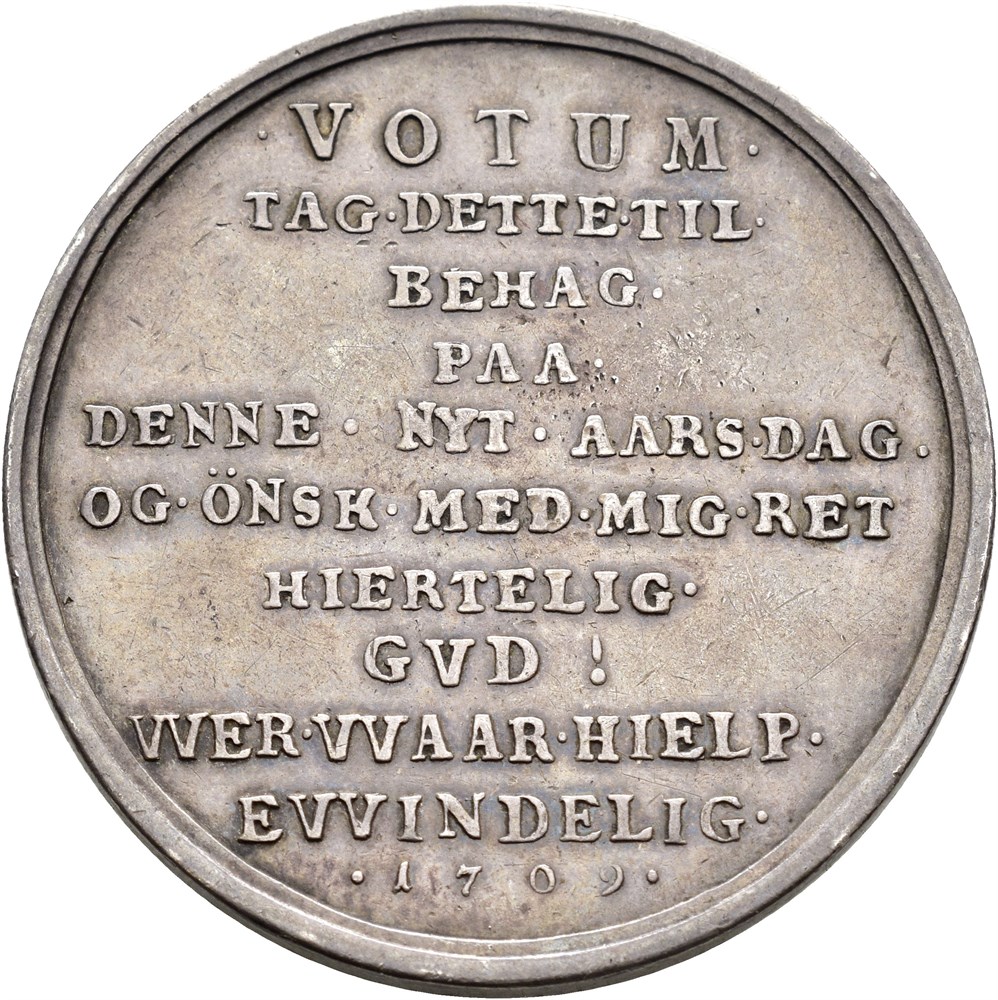 · VOTUM ·
TAG·DETTE·TIL·
BEHAG·
PAA·
DENNE · NYT · AARS·DAG.
OG·ÖNSK·MED·MIG·RET
HIERTELIG·
GVD !
VVER·VVAAR·HIELP·
EVVINDELIG·
· 1709 ·